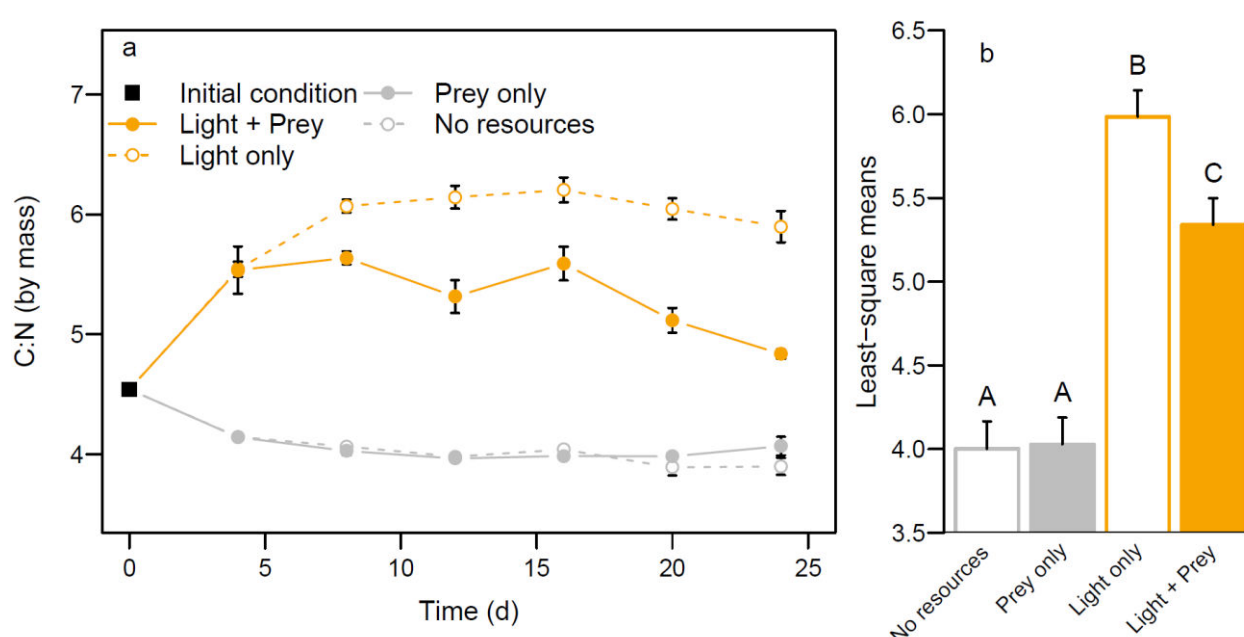 a
Initial condition
Light + Prey
Light only
Prey only
No resources
7
6
5
4
C:N (by mass)
0 5 10 15 20 25
Time (d)
b
6.5
6.0
5.5
5.0
4.5
4.0
3.5
Least-square means
A A B C
No resources
Prey only
Light only
Light + Prey